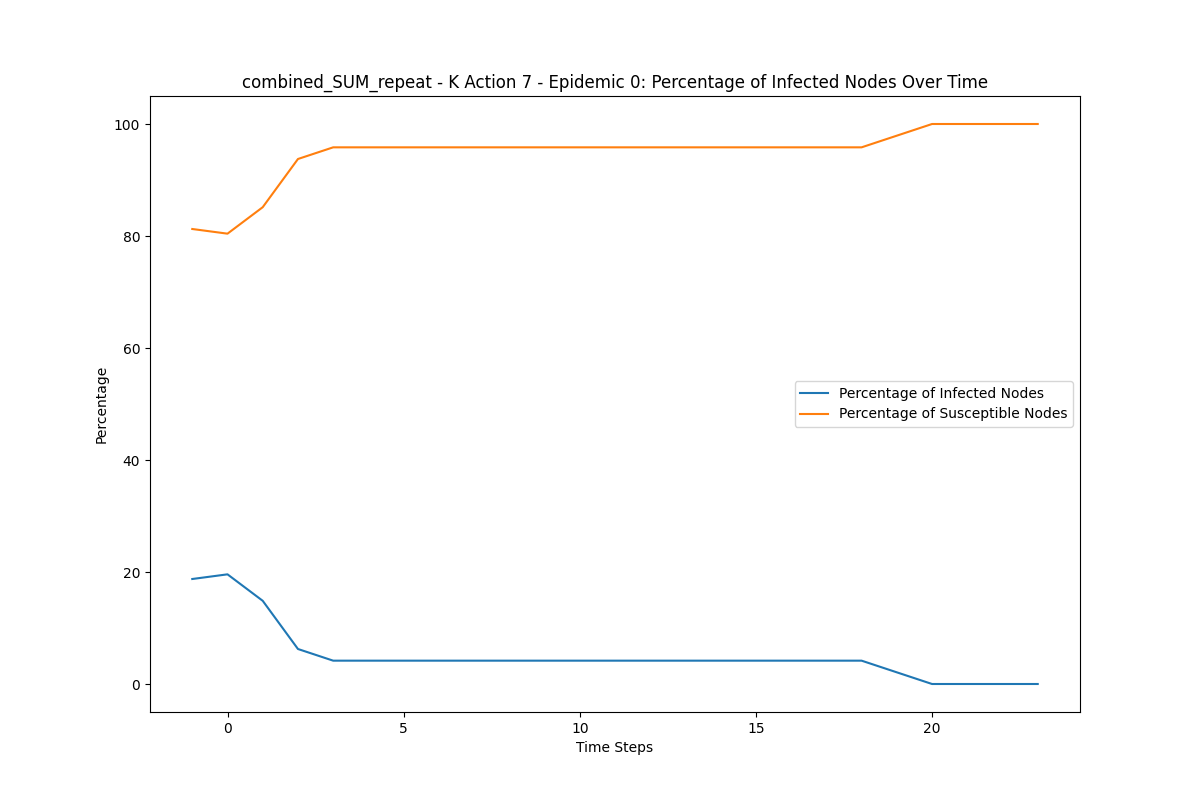 combined_SUM_repeat - K Action 7 - Epidemic 0: Percentage of Infected Nodes Over Time
100
80
60
40
20
0
Percentage
Percentage of Infected Nodes
Percentage of Susceptible Nodes
0 5 10 15 20
Time Steps